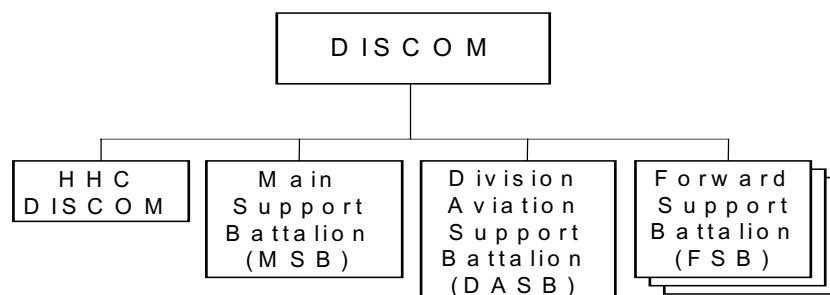 DISCOM
HHC
DISCOM
Main
Support
Battalion
(MSB)
Division
Aviation
Support
Battalion
(DASB)
Forward
Support
Battalion
(FSB)